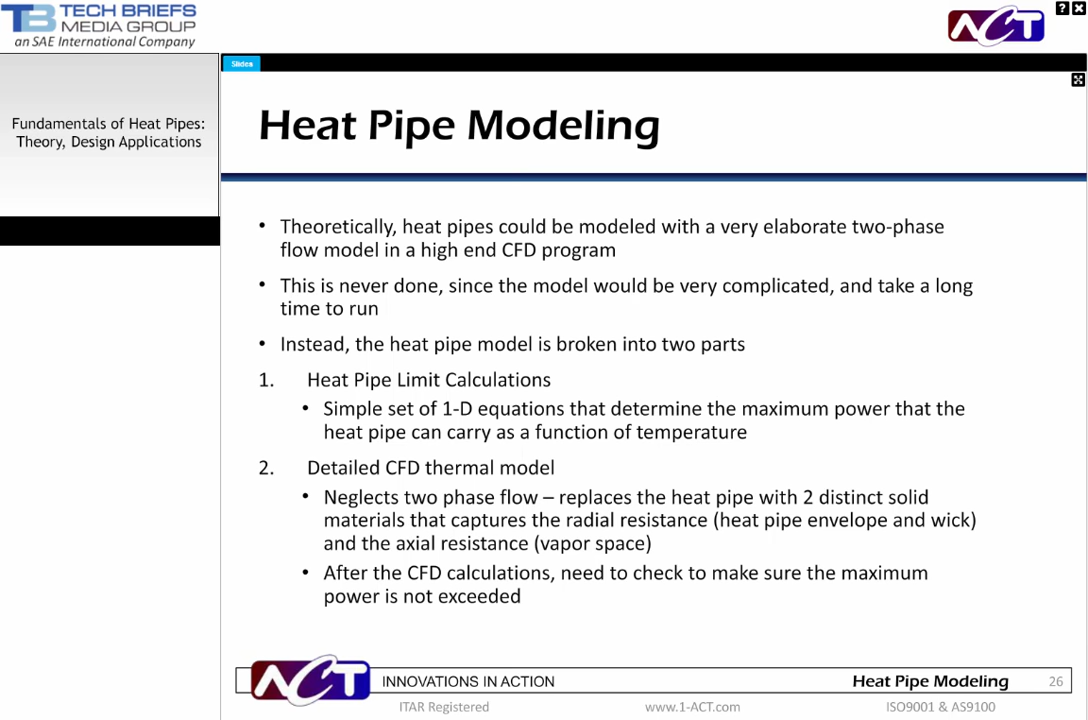 TB TECH BRIEFS
MEDIA GROUP
an SAE International Company
ACT
? 
Slides
Fundamentals of Heat Pipes:
Theory, Design Applications
Heat Pipe Modeling
• Theoretically, heat pipes could be modeled with a very elaborate two-phase
flow model in a high end CFD program
• This is never done, since the model would be very complicated, and take a long
time to run
• Instead, the heat pipe model is broken into two parts
1. Heat Pipe Limit Calculations
• Simple set of 1-D equations that determine the maximum power that the
heat pipe can carry as a function of temperature
2. Detailed CFD thermal model
• Neglects two phase flow – replaces the heat pipe with 2 distinct solid
materials that captures the radial resistance (heat pipe envelope and wick)
and the axial resistance (vapor space)
• After the CFD calculations, need to check to make sure the maximum
power is not exceeded
ACT INNOVATIONS IN ACTION Heat Pipe Modeling 26
ITAR Registered www.1-ACT.com ISO9001 & AS9100